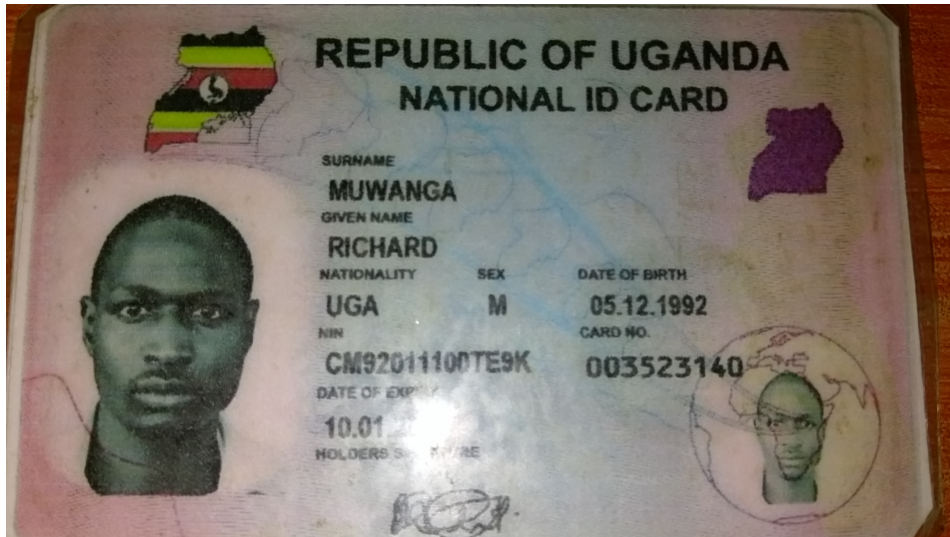 REPUBLIC OF UGANDA
NATIONAL ID CARD
SURNAME
MUWANGA
GIVEN NAME
RICHARD
NATIONALITY SEX DATE OF BIRTH
UGA M 05.12.1992
NIN CARD NO.
003523140
DATE OF
10.01
HOLDERS